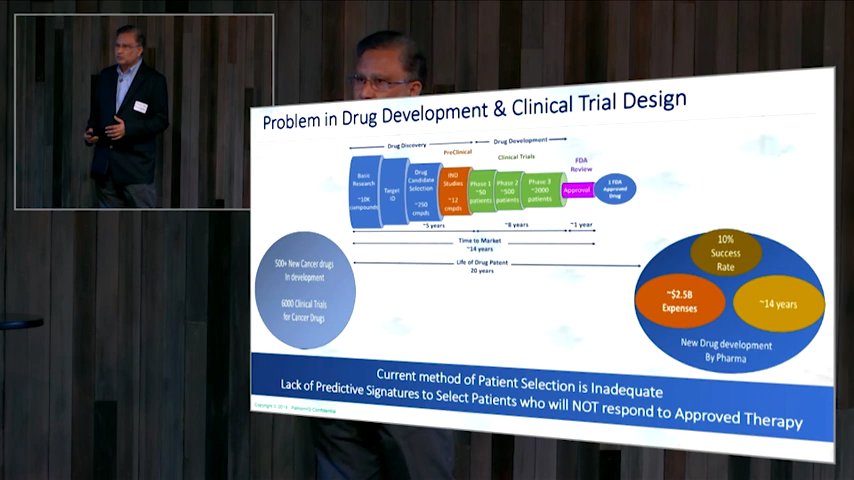 Problem in Drug Development & Clinical Trial Design
Drug Discovery
Drug Development
PreClinical
Clinical Trials
FDA
Review
Basic
Research
~10K
compounds
Target
ID
Drug
Candidate
Selection
~250
cmpds
IND
Studies
~12
cmpds
Phase 1
~50
patients
Phase 2
~500
patients
Phase 3
~2000
patients
Approval
1 FDA
Approved
Drug
~5 years
~8 years
~1 year
Time to Market
~14 years
Life of Drug Patent
20 years
500+ New Cancer drugs
In development
6000 Clinical Trials
for Cancer Drugs
10%
Success
Rate
~$2.5B
Expenses
~14 years
New Drug development
By Pharma
Current method of Patient Selection is Inadequate
Lack of Predictive Signatures to Select Patients who will NOT respond to Approved Therapy